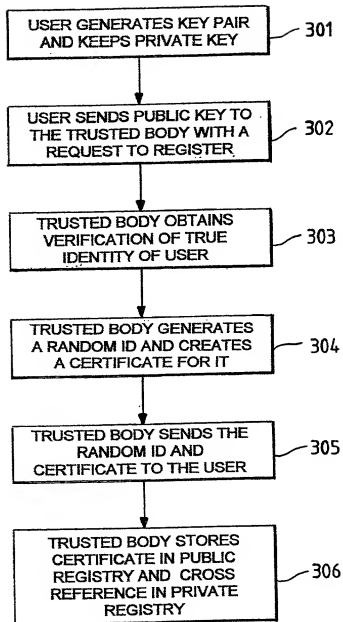 USER GENERATES KEY PAIR
AND KEEPS PRIVATE KEY
301
USER SENDS PUBLIC KEY TO
THE TRUSTED BODY WITH A
REQUEST TO REGISTER
302
TRUSTED BODY OBTAINS
VERIFICATION OF TRUE
IDENTITY OF USER
303
TRUSTED BODY GENERATES
A RANDOM ID AND CREATES
A CERTIFICATE FOR IT
304
TRUSTED BODY SENDS THE
RANDOM ID AND
CERTIFICATE TO THE USER
305
TRUSTED BODY STORES
CERTIFICATE IN PUBLIC
REGISTRY AND CROSS
REFERENCE IN PRIVATE
REGISTRY
306